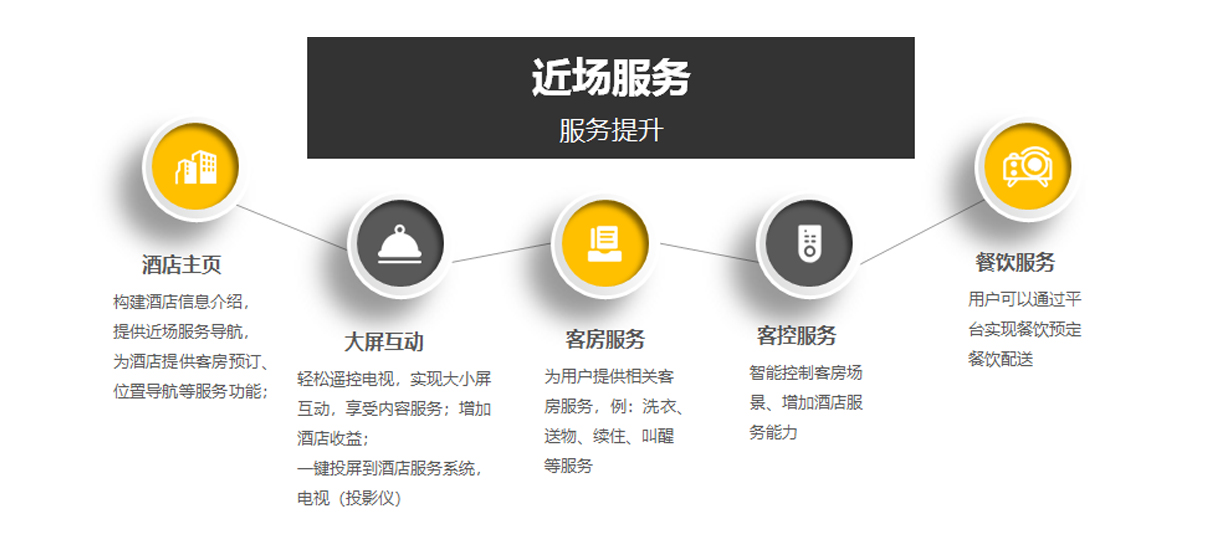 近场服务
服务提升
酒店主页
构建酒店信息介绍，
提供近场服务导航，
为酒店提供客房预订、
位置导航等服务功能；
大屏互动
轻松遥控电视，实现大小屏
互动，享受内容服务；增加
酒店收益；
一键投屏到酒店服务系统，
电视（投影仪）
客房服务
为用户提供相关客
房服务，例：洗衣、
送物、续住、叫醒
等服务
客控服务
智能控制客房场
景、增加酒店服
务能力
餐饮服务
用户可以通过平
台实现餐饮预定
餐饮配送